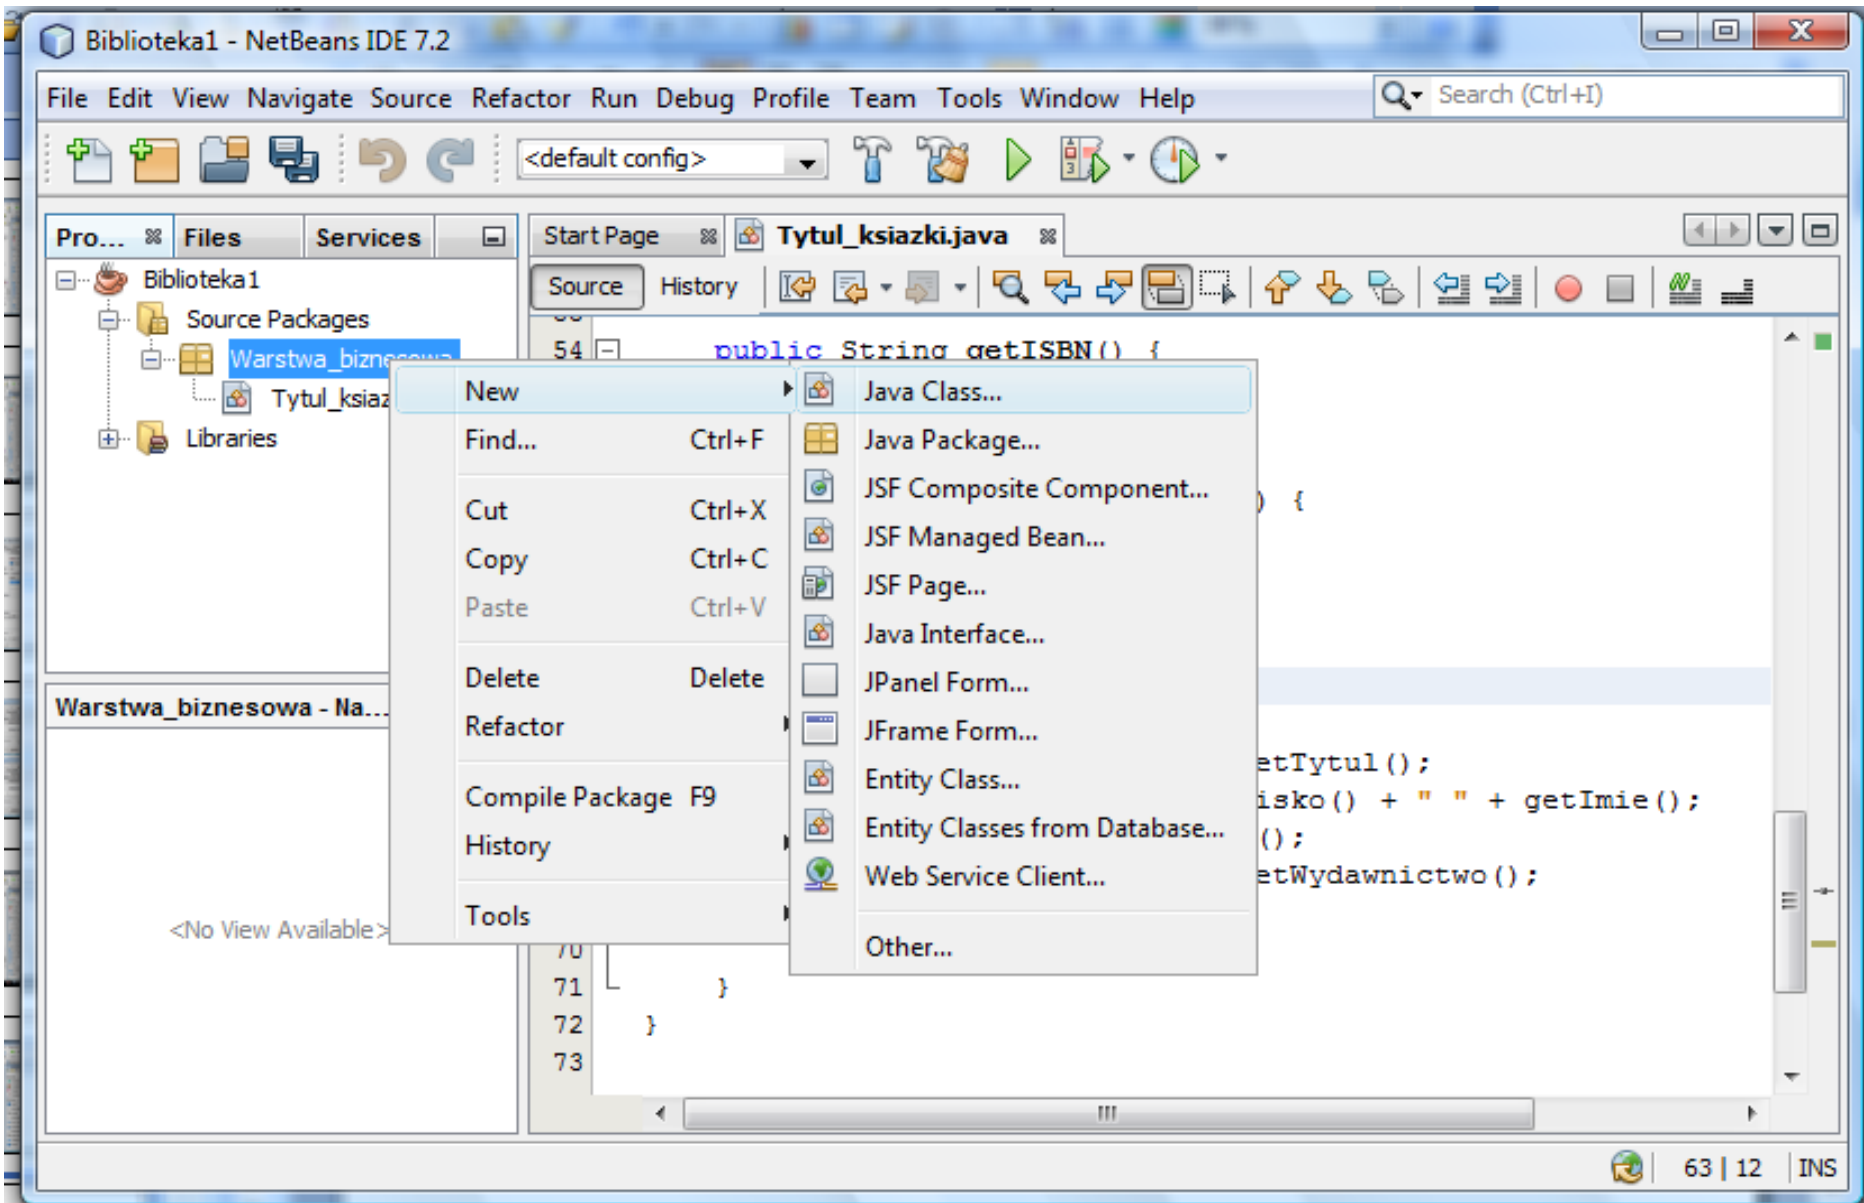 Biblioteka1 - NetBeans IDE 7.2
File Edit View Navigate Source Refactor Run Debug Profile Team Tools Window Help
Search (Ctrl+I)
<default config>
Pro... Files Services
Biblioteka1
Source Packages
Warstwa_biznesowa
Tytul_ksiaz
Libraries
Warstwa_biznesowa - Na...
<No View Available>
Start Page Tytul_ksiazki.java
Source History
54 public String getISBN() {
) {
etTytul();
isko() + " " + getImie();
();
etWydawnictwo();
70
71 }
72 }
73
New
Find... Ctrl+F
Cut Ctrl+X
Copy Ctrl+C
Paste Ctrl+V
Delete Delete
Refactor
Compile Package F9
History
Tools
Java Class...
Java Package...
JSF Composite Component...
JSF Managed Bean...
JSF Page...
Java Interface...
JPanel Form...
JFrame Form...
Entity Class...
Entity Classes from Database...
Web Service Client...
Other...
63 | 12 INS